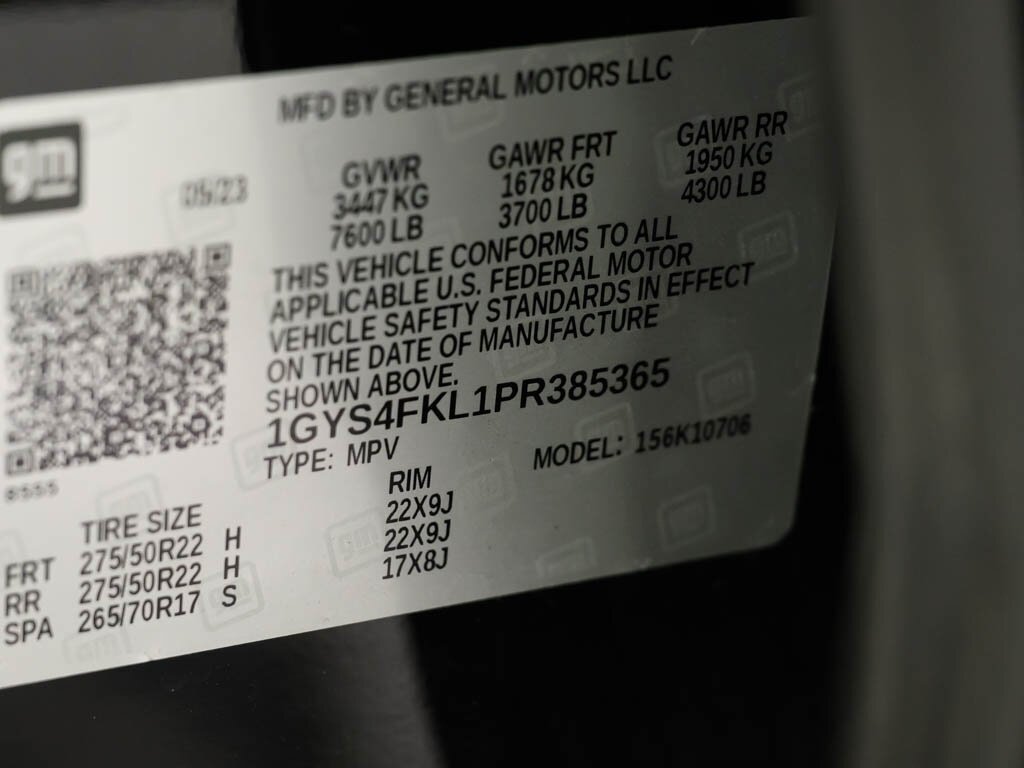 MFD BY GENERAL MOTORS LLC
gm
05/23
GVWR GAWR FRT GAWR RR
3447 KG 1678 KG 1950 KG
7600 LB 3700 LB 4300 LB
THIS VEHICLE CONFORMS TO ALL
APPLICABLE U.S. FEDERAL MOTOR
VEHICLE SAFETY STANDARDS IN EFFECT
ON THE DATE OF MANUFACTURE
SHOWN ABOVE.
1GYS4FKL1PR385365
TYPE: MPV MODEL: 156K10706
8555
TIRE SIZE RIM
FRT 275/50R22 H 22X9J
RR 275/50R22 H 22X9J
SPA 265/70R17 S 17X8J